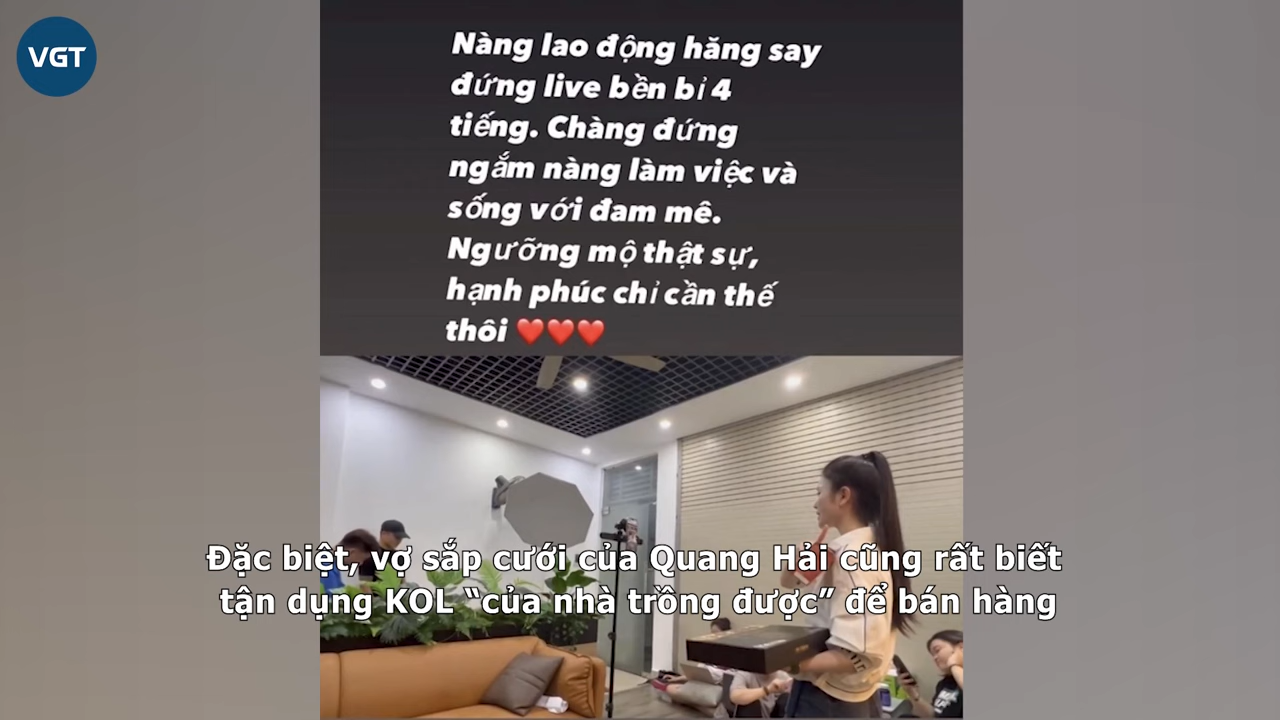 VGT
Nàng lao động hăng say
đứng live bền bỉ 4
tiếng. Chàng đứng
ngắm nàng làm việc và
sống với đam mê.
Ngưỡng mộ thật sự,
hạnh phúc chỉ cần thế
thôi ❤️❤️❤️
Đặc biệt, vợ sắp cưới của Quang Hải cũng rất biết
tận dụng KOL “của nhà trồng được” để bán hàng